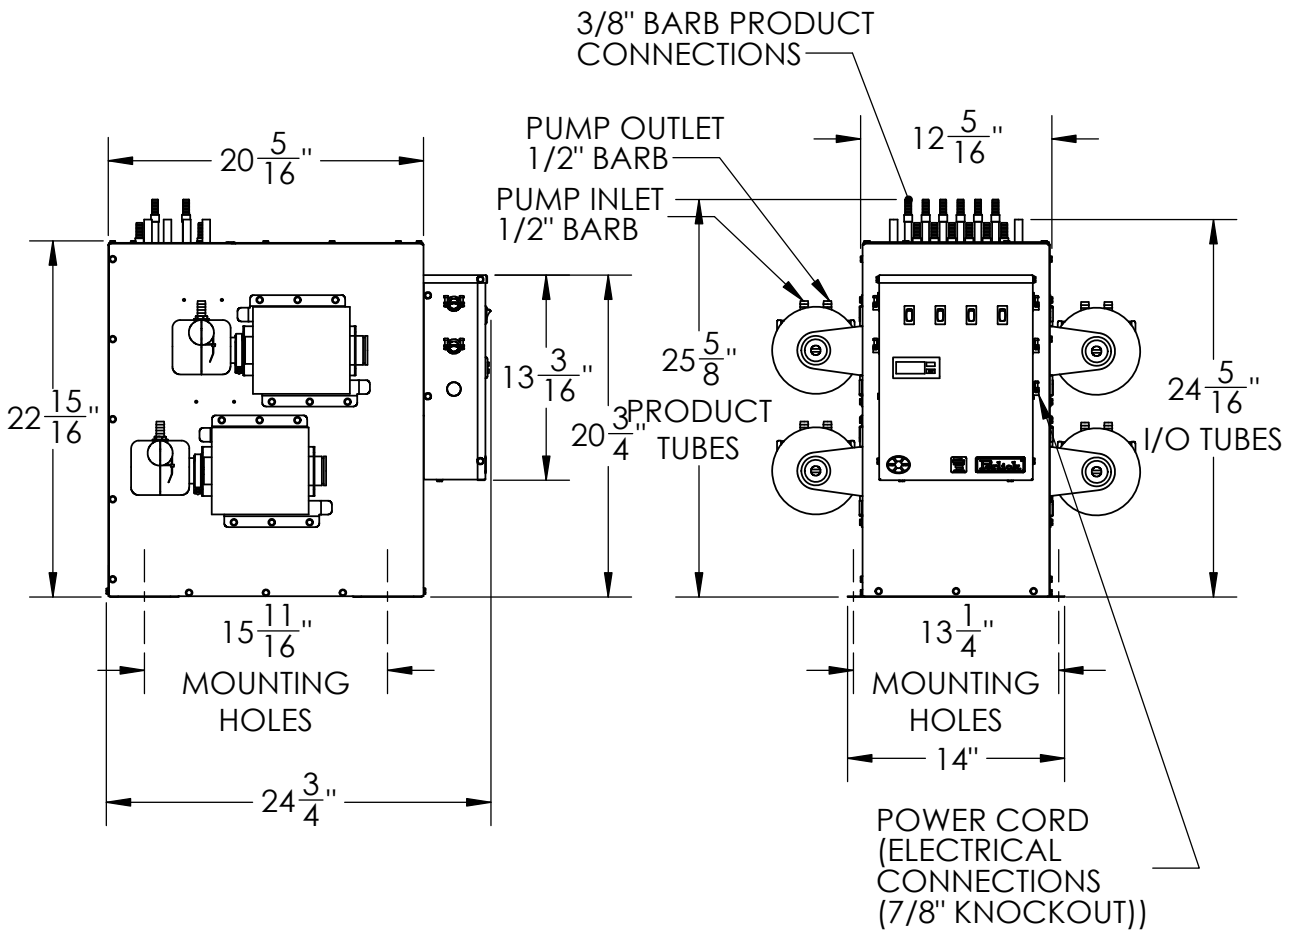 3/8" BARB PRODUCT
CONNECTIONS
PUMP OUTLET
1/2" BARB
PUMP INLET
1/2" BARB
20 5/16"
12 5/16"
22 15/16"
13 3/16"
20 3/4"
25 5/8"
PRODUCT
TUBES
24 5/16"
I/O TUBES
15 11/16"
MOUNTING
HOLES
13 1/4"
MOUNTING
HOLES
14"
24 3/4"
POWER CORD
(ELECTRICAL
CONNECTIONS
(7/8" KNOCKOUT))